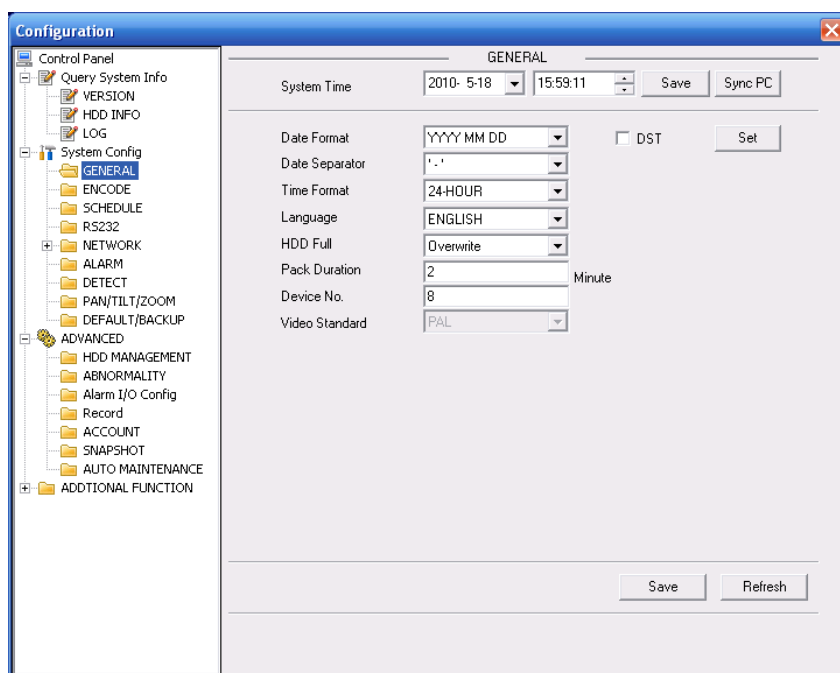 Configuration
Control Panel
Query System Info
VERSION
HDD INFO
LOG
System Config
GENERAL
ENCODE
SCHEDULE
RS232
NETWORK
ALARM
DETECT
PAN/TILT/ZOOM
DEFAULT/BACKUP
ADVANCED
HDD MANAGEMENT
ABNORMALITY
Alarm I/O Config
Record
ACCOUNT
SNAPSHOT
AUTO MAINTENANCE
ADDTIONAL FUNCTION
GENERAL
System Time 2010- 5-18 15:59:11 Save Sync PC
Date Format YYYY MM DD DST Set
Date Separator '-'
Time Format 24-HOUR
Language ENGLISH
HDD Full Overwrite
Pack Duration 2 Minute
Device No. 8
Video Standard PAL
Save Refresh